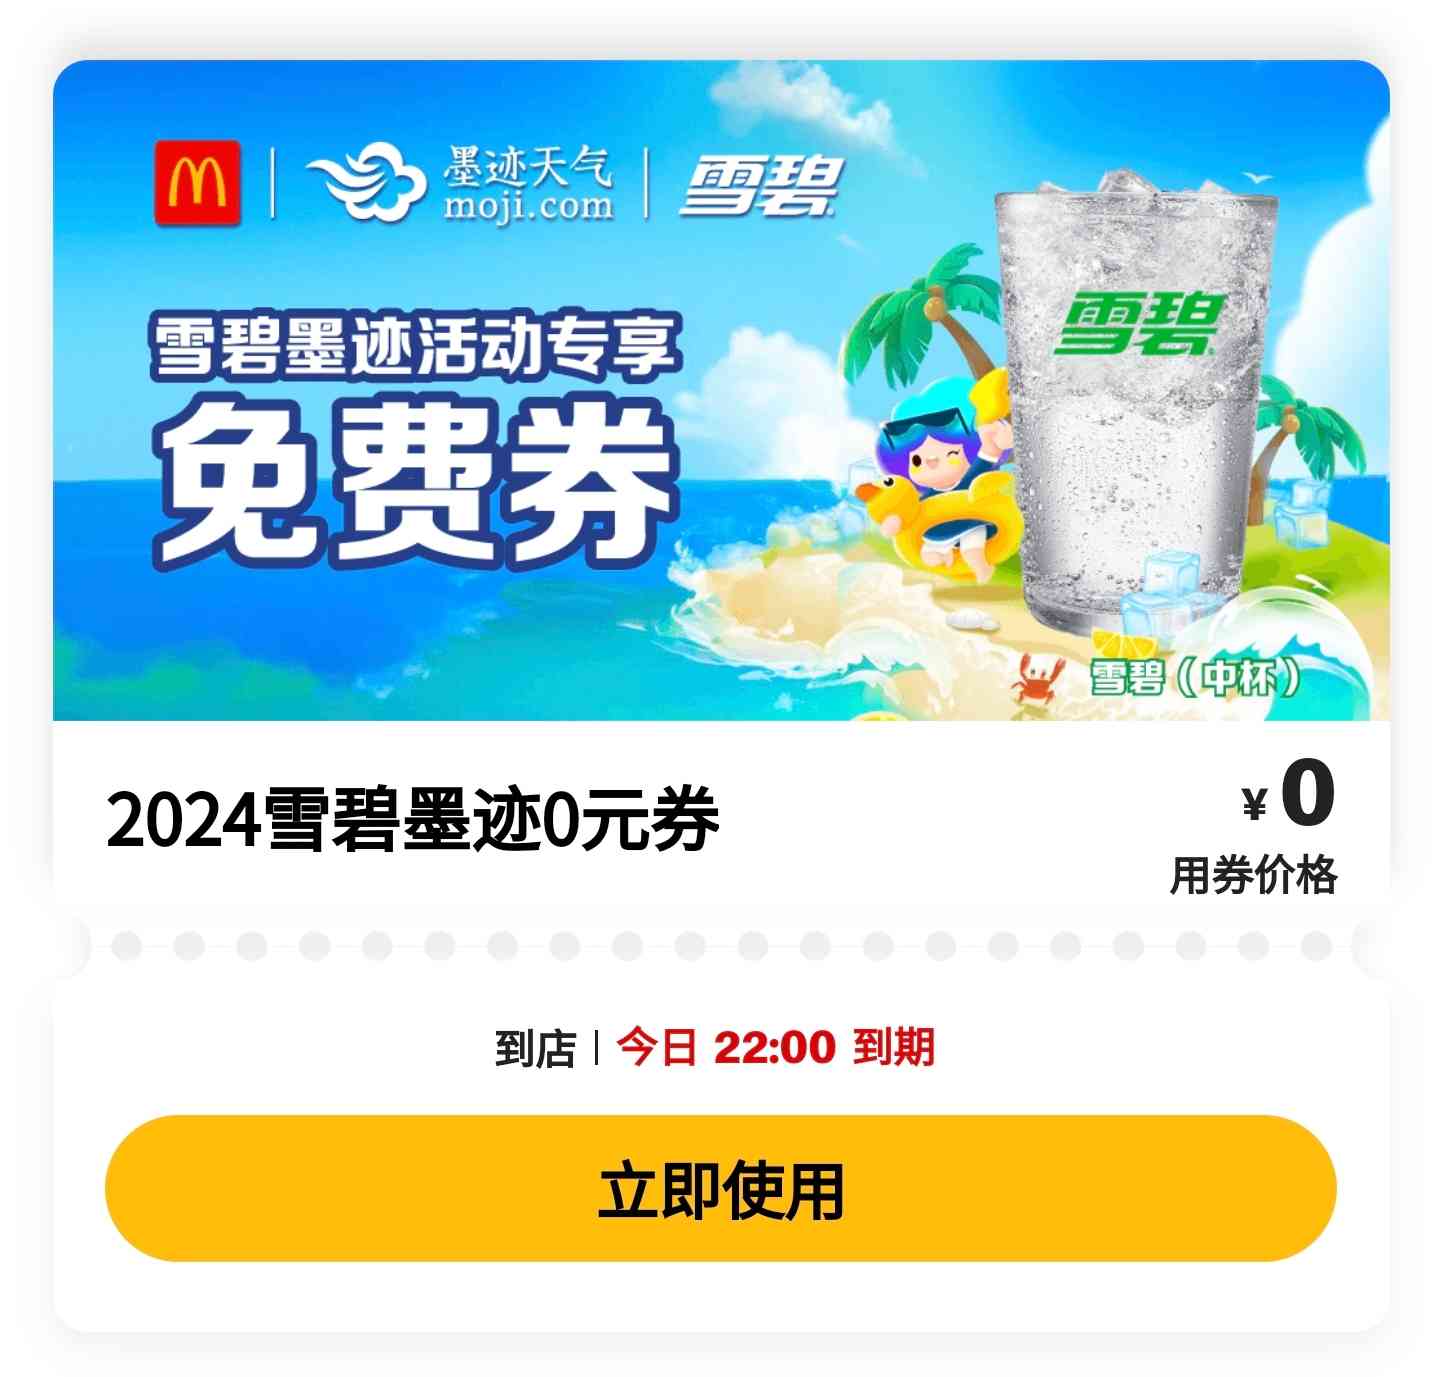 墨迹天气
moji.com
雪碧
雪碧墨迹活动专享
免费券
雪碧
雪碧（中杯）
2024雪碧墨迹0元券
¥0
用券价格
到店 | 今日 22:00 到期
立即使用